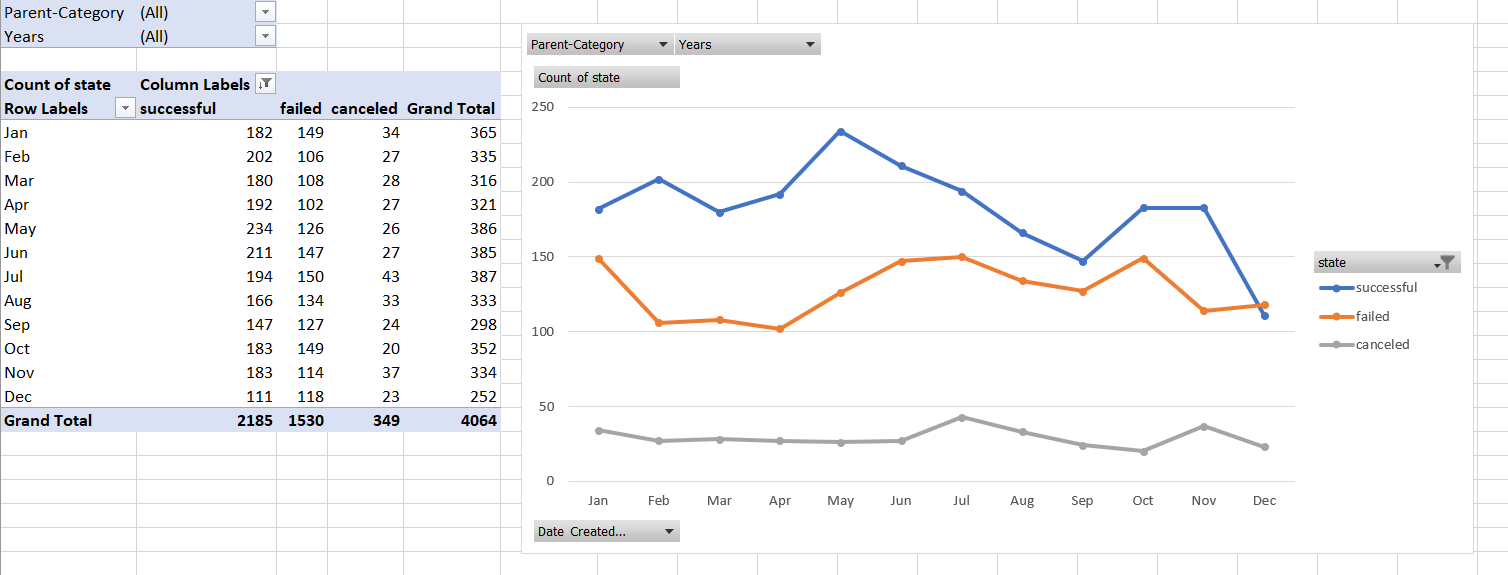 Parent-Category (All)
Years (All)
Count of state Column Labels
Row Labels successful failed canceled Grand Total
Jan 182 149 34 365
Feb 202 106 27 335
Mar 180 108 28 316
Apr 192 102 27 321
May 234 126 26 386
Jun 211 147 27 385
Jul 194 150 43 387
Aug 166 134 33 333
Sep 147 127 24 298
Oct 183 149 20 352
Nov 183 114 37 334
Dec 111 118 23 252
Grand Total 2185 1530 349 4064
Parent-Category Years
Count of state
250
200
150
100
50
0
Jan Feb Mar Apr May Jun Jul Aug Sep Oct Nov Dec
Date Created...
state
successful
failed
canceled